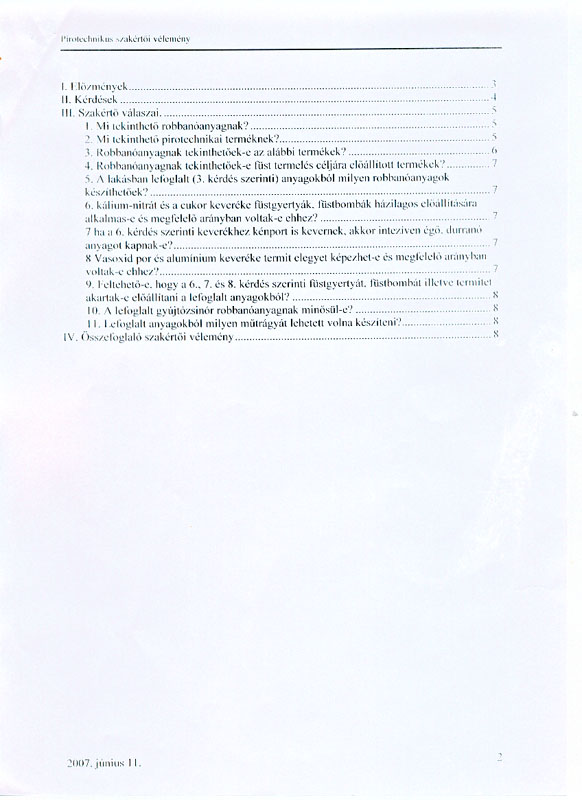 Pirotechnikus szakértői vélemény
I. Előzmények.......... 3
II. Kérdések .......... 4
III. Szakértő válaszai. .......... 5
1. Mi tekinthető robbanóanyagnak? .......... 5
2. Mi tekinthető pirotechnikai terméknek? .......... 5
3. Robbanóanyagnak tekinthetőek-e az alábbi termékek? .......... 6
4. Robbanóanyagnak tekinthetőek-e füst termelés céljára előállított termékek? .......... 7
5. A lakásban lefoglalt (3. kérdés szerinti) anyagokból milyen robbanóanyagok
készíthetőek? .......... 7
6. kálium-nitrát és a cukor keveréke füstgyertyák, füstbombák házilagos előállítására
alkalmas-e és megfelelő arányban voltak-e ehhez? .......... 7
7 ha a 6. kérdés szerinti keverékhez kénport is kevernek, akkor inteziven égő, durranó
anyagot kapnak-e? .......... 7
8 Vasoxid por és alumínium keveréke termit elegyet képezhet-e és megfelelő arányban
voltak-e ehhez? .......... 7
9. Feltehető-e, hogy a 6., 7. és 8. kérdés szerinti füstgyertyát, füstbombát illetve termitet
akartak-e előállítani a lefoglalt anyagokból? .......... 8
10. A lefoglalt gyújtózsinór robbanóanyagnak minősül-e? .......... 8
11. Lefoglalt anyagokból milyen műtrágyát lehetett volna készíteni? .......... 8
IV. Összefoglaló szakértői vélemény .......... 8
2007. június 11.
2